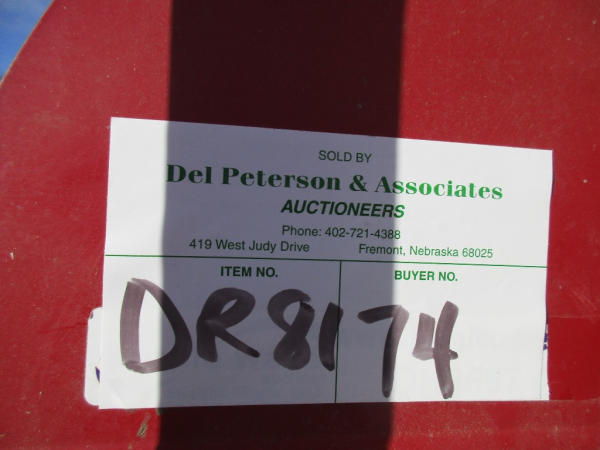 SOLD BY
Del Peterson & Associates
AUCTIONEERS
Phone: 402-721-4388
419 West Judy Drive Fremont, Nebraska 68025
ITEM NO. BUYER NO.
DR8174